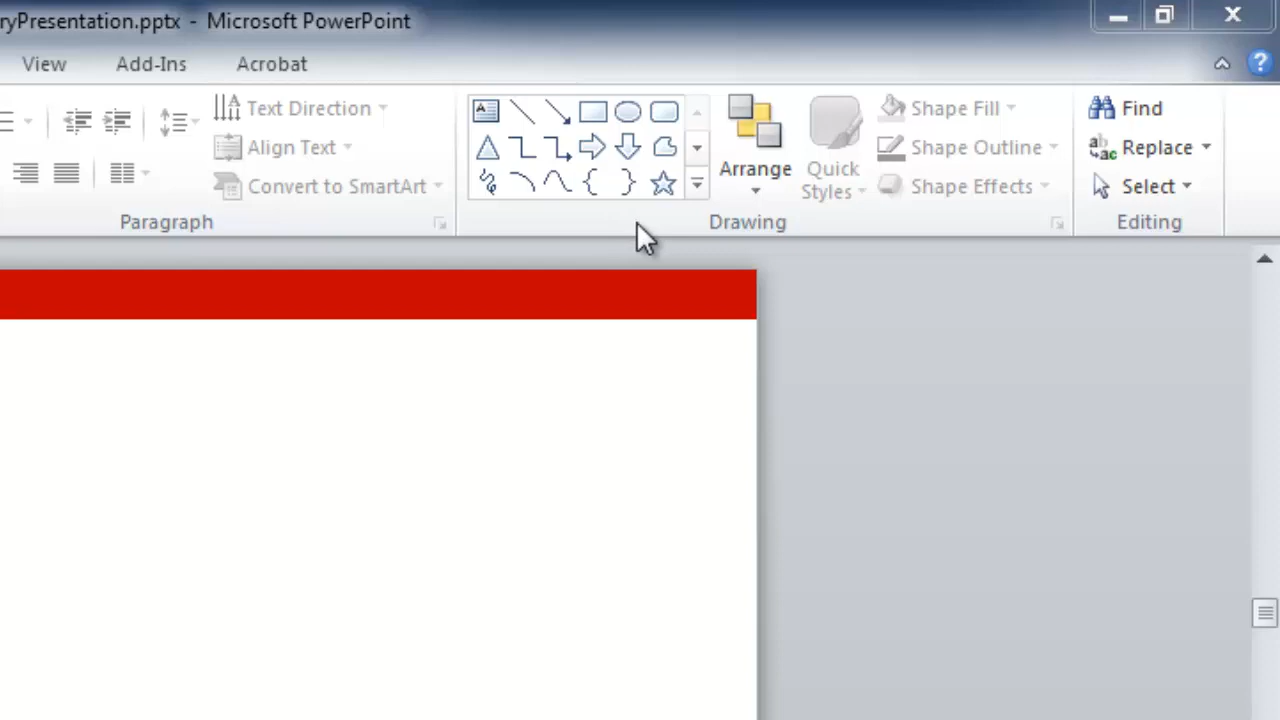 ryPresentation.pptx - Microsoft PowerPoint
View Add-Ins Acrobat
Text Direction
Align Text
Convert to SmartArt
Paragraph
Arrange
Quick
Styles
Shape Fill
Shape Outline
Shape Effects
Drawing
Find
Replace
Select
Editing